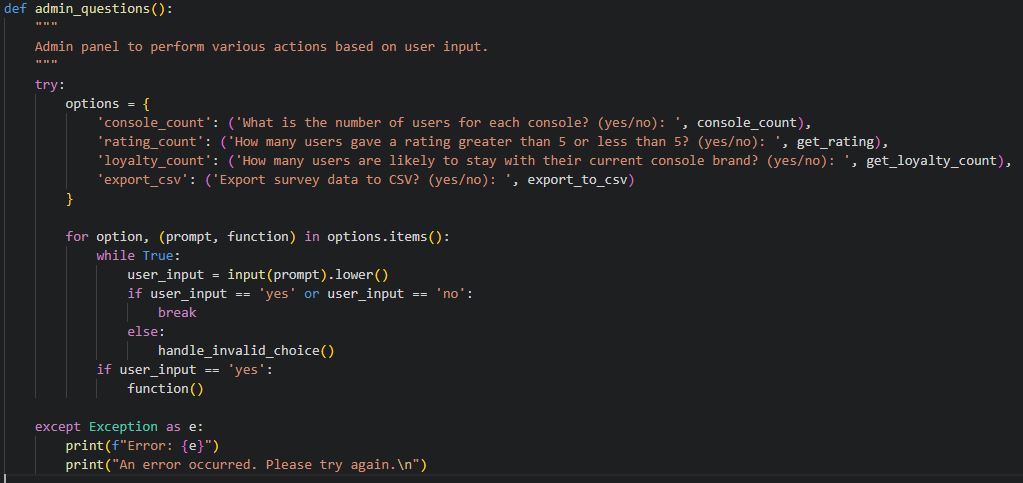 def admin_questions():
    """
    Admin panel to perform various actions based on user input.
    """
    try:
        options = {
            'console_count': ('What is the number of users for each console? (yes/no): ', console_count),
            'rating_count': ('How many users gave a rating greater than 5 or less than 5? (yes/no): ', get_rating),
            'loyalty_count': ('How many users are likely to stay with their current console brand? (yes/no): ', get_loyalty_count),
            'export_csv': ('Export survey data to CSV? (yes/no): ', export_to_csv)
        }

        for option, (prompt, function) in options.items():
            while True:
                user_input = input(prompt).lower()
                if user_input == 'yes' or user_input == 'no':
                    break
                else:
                    handle_invalid_choice()
            if user_input == 'yes':
                function()

    except Exception as e:
        print(f"Error: {e}")
        print("An error occurred. Please try again.\n")